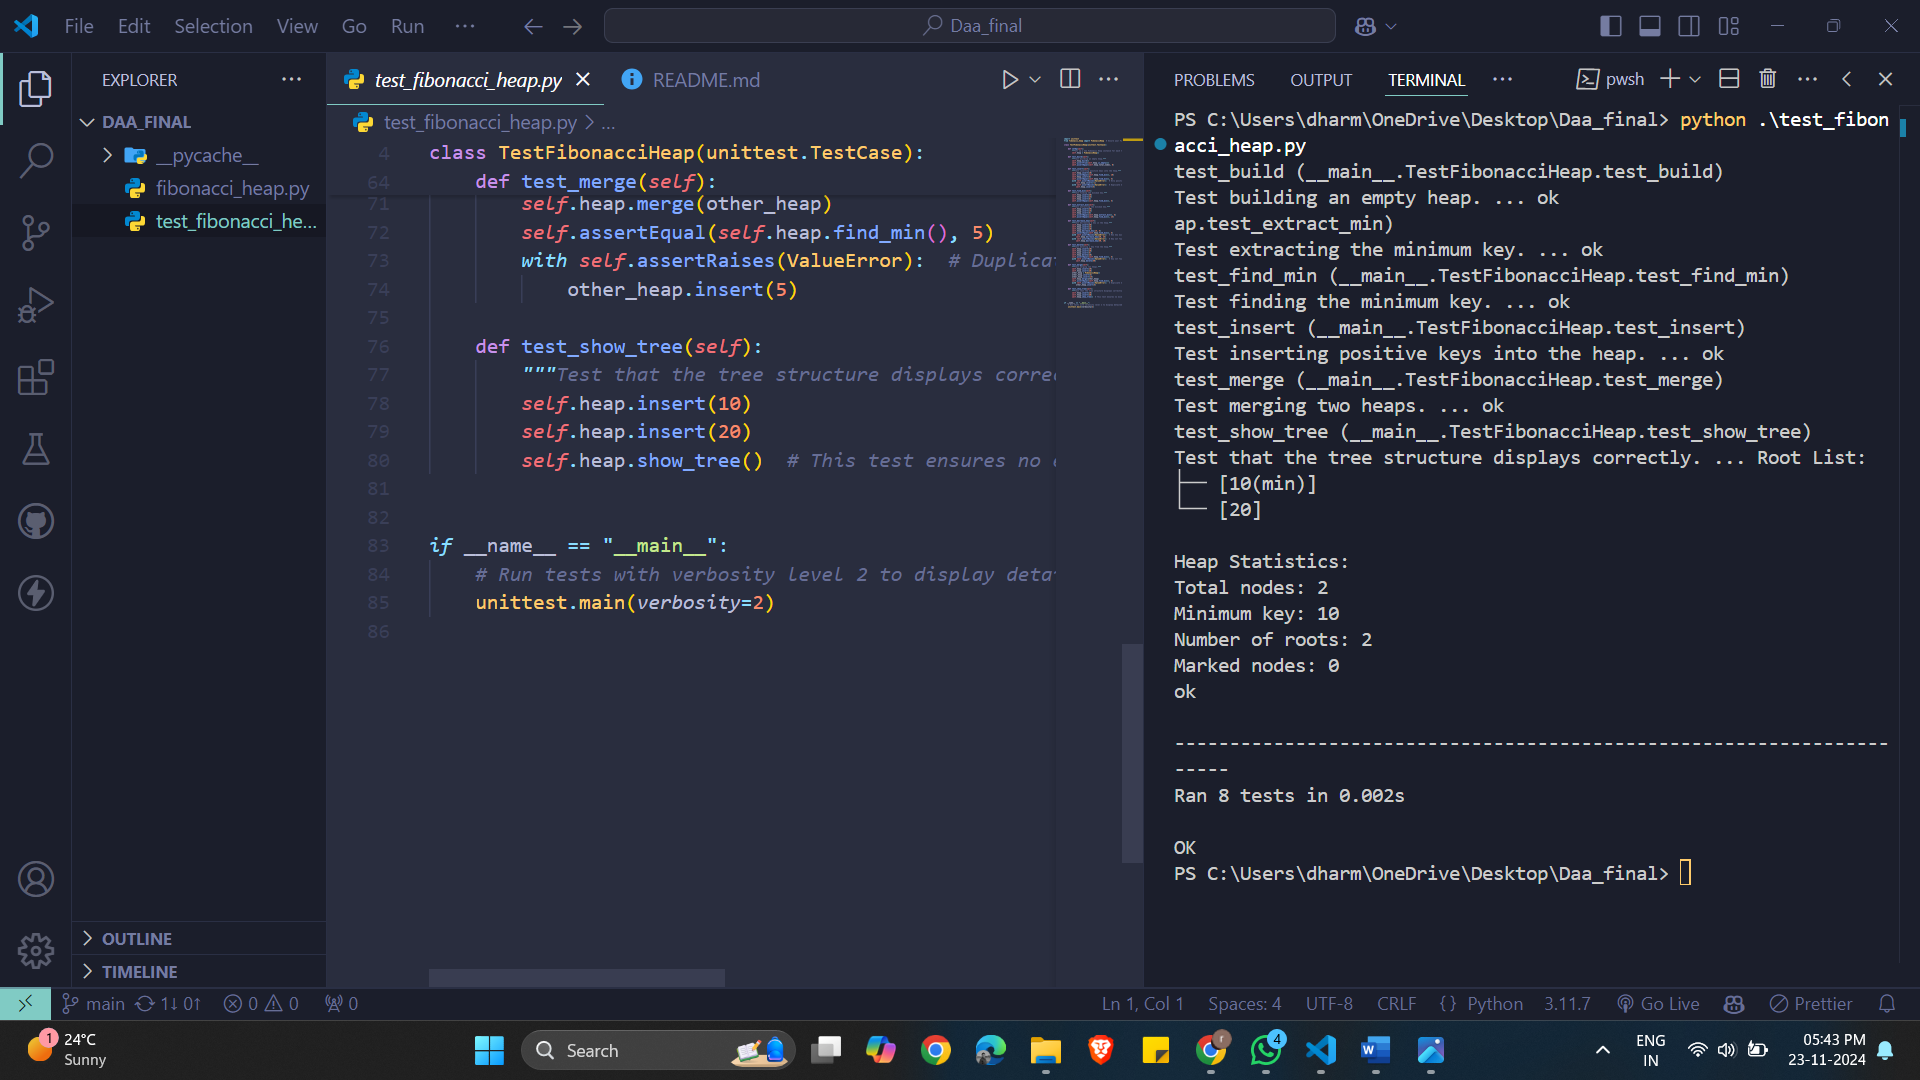 File Edit Selection View Go Run ...
Daa_final
EXPLORER
DAA_FINAL
__pycache__
fibonacci_heap.py
test_fibonacci_he...
OUTLINE
TIMELINE
test_fibonacci_heap.py
README.md
test_fibonacci_heap.py > ...
4 class TestFibonacciHeap(unittest.TestCase):
64 def test_merge(self):
71 self.heap.merge(other_heap)
72 self.assertEqual(self.heap.find_min(), 5)
73 with self.assertRaises(ValueError):  # Duplicat
74 other_heap.insert(5)
75
76 def test_show_tree(self):
77 """Test that the tree structure displays correc
78 self.heap.insert(10)
79 self.heap.insert(20)
80 self.heap.show_tree()  # This test ensures no e
81
82
83 if __name__ == "__main__":
84 # Run tests with verbosity level 2 to display deta
85 unittest.main(verbosity=2)
86
PROBLEMS OUTPUT TERMINAL ... pwsh
PS C:\Users\dharm\OneDrive\Desktop\Daa_final> python .\test_fibon
acci_heap.py
test_build (__main__.TestFibonacciHeap.test_build)
Test building an empty heap. ... ok
ap.test_extract_min)
Test extracting the minimum key. ... ok
test_find_min (__main__.TestFibonacciHeap.test_find_min)
Test finding the minimum key. ... ok
test_insert (__main__.TestFibonacciHeap.test_insert)
Test inserting positive keys into the heap. ... ok
test_merge (__main__.TestFibonacciHeap.test_merge)
Test merging two heaps. ... ok
test_show_tree (__main__.TestFibonacciHeap.test_show_tree)
Test that the tree structure displays correctly. ... Root List:
├── [10(min)]
└── [20]
Heap Statistics:
Total nodes: 2
Minimum key: 10
Number of roots: 2
Marked nodes: 0
ok
-----------------------------------------------------------------
-----
Ran 8 tests in 0.002s
OK
PS C:\Users\dharm\OneDrive\Desktop\Daa_final>
main 1↓ 0↑ 0 0 0
Ln 1, Col 1 Spaces: 4 UTF-8 CRLF {} Python 3.11.7 Go Live Prettier
1
24°C
Sunny
Search
r
4
ENG
IN
05:43 PM
23-11-2024